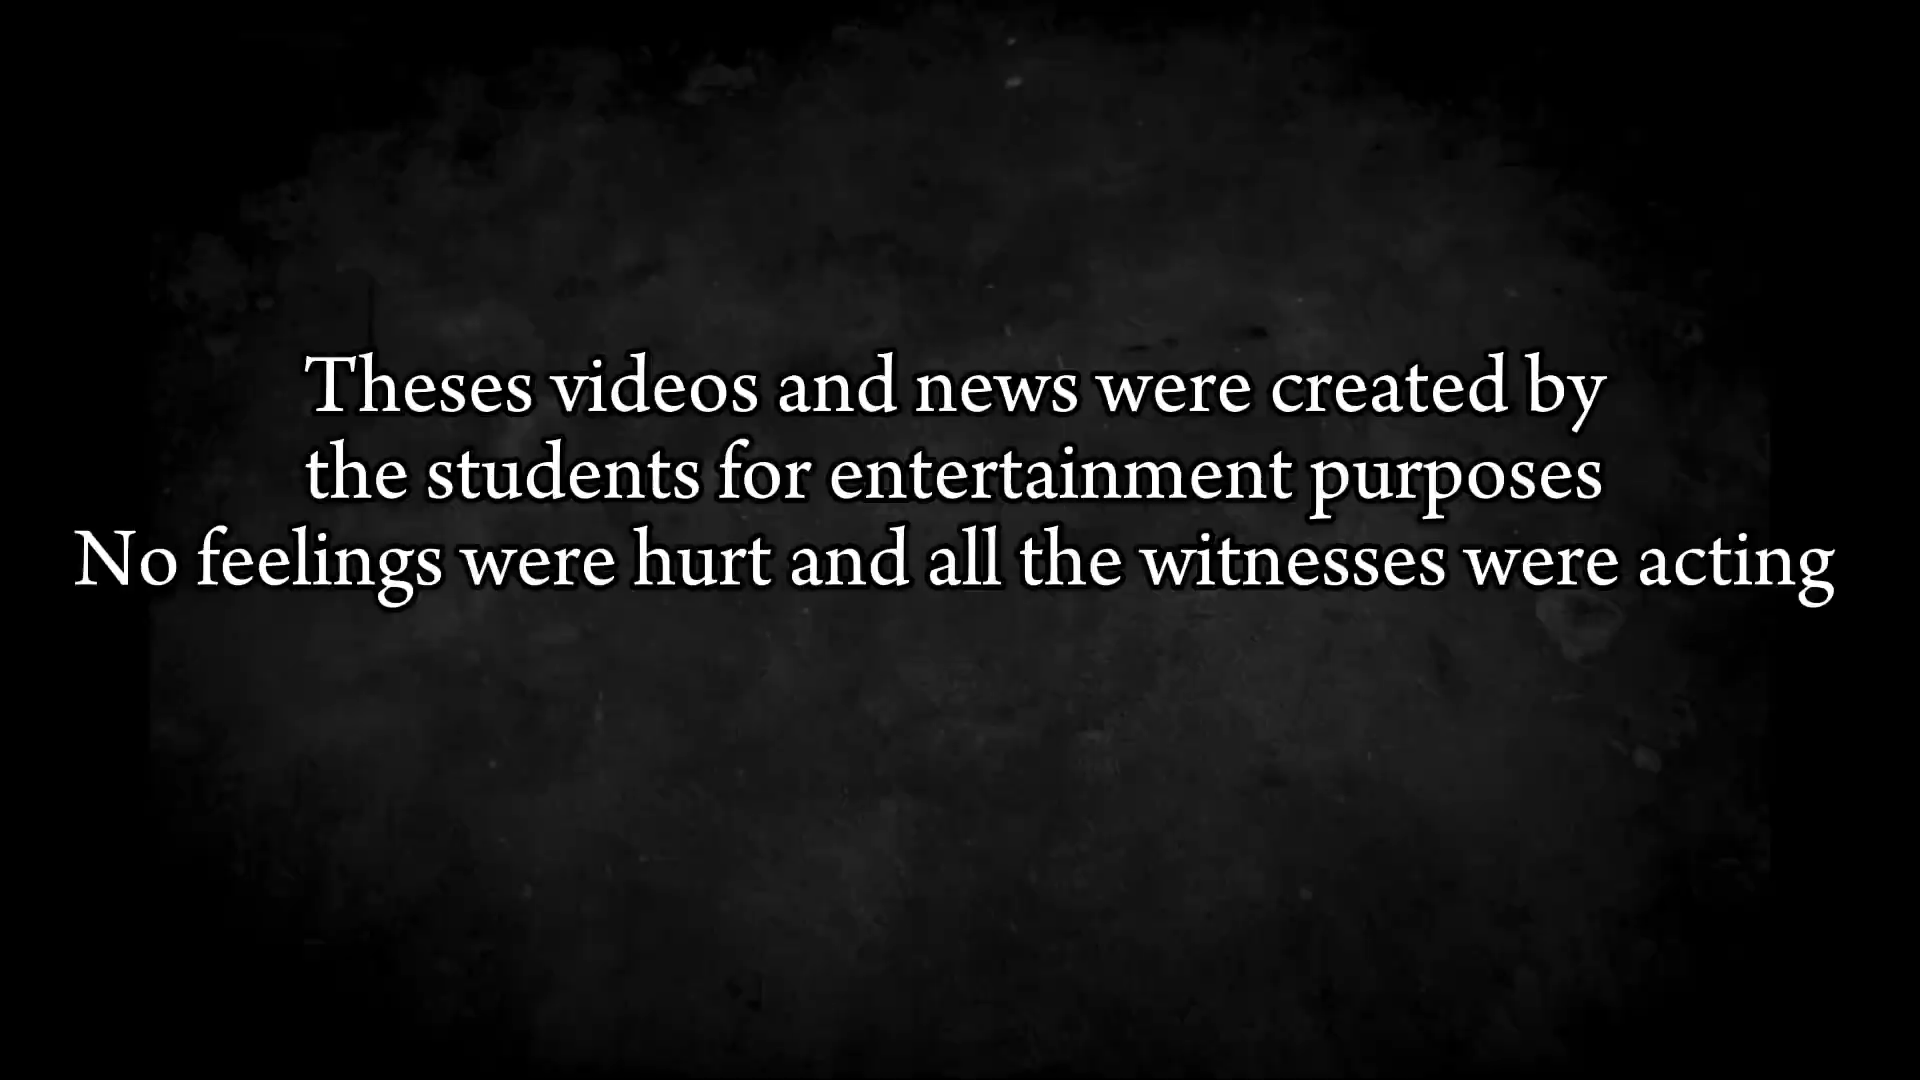 Theses videos and news were created by
the students for entertainment purposes
No feelings were hurt and all the witnesses were acting